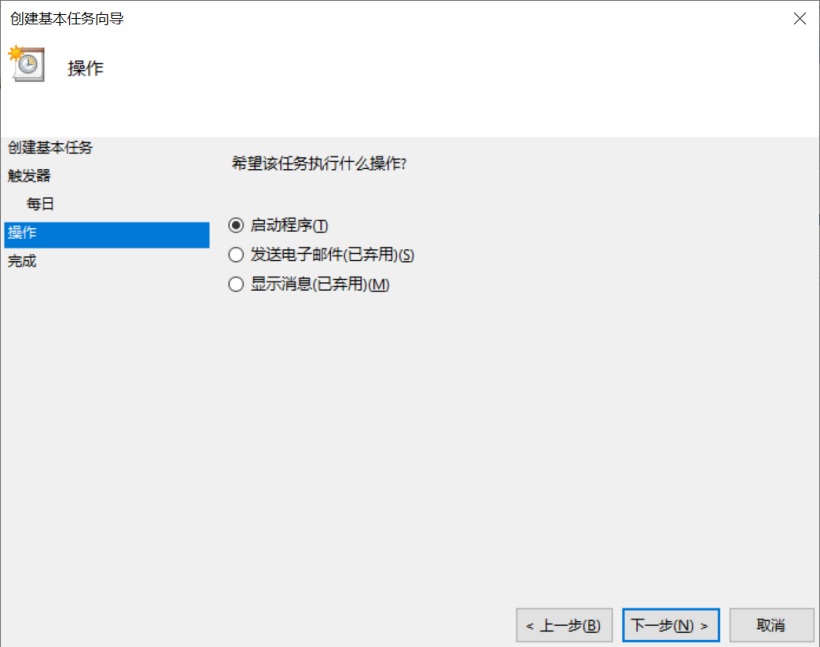 创建基本任务向导
操作
创建基本任务
触发器
每日
操作
完成
希望该任务执行什么操作?
启动程序(T)
发送电子邮件(已弃用)(S)
显示消息(已弃用)(M)
< 上一步(B)
下一步(N) >
取消